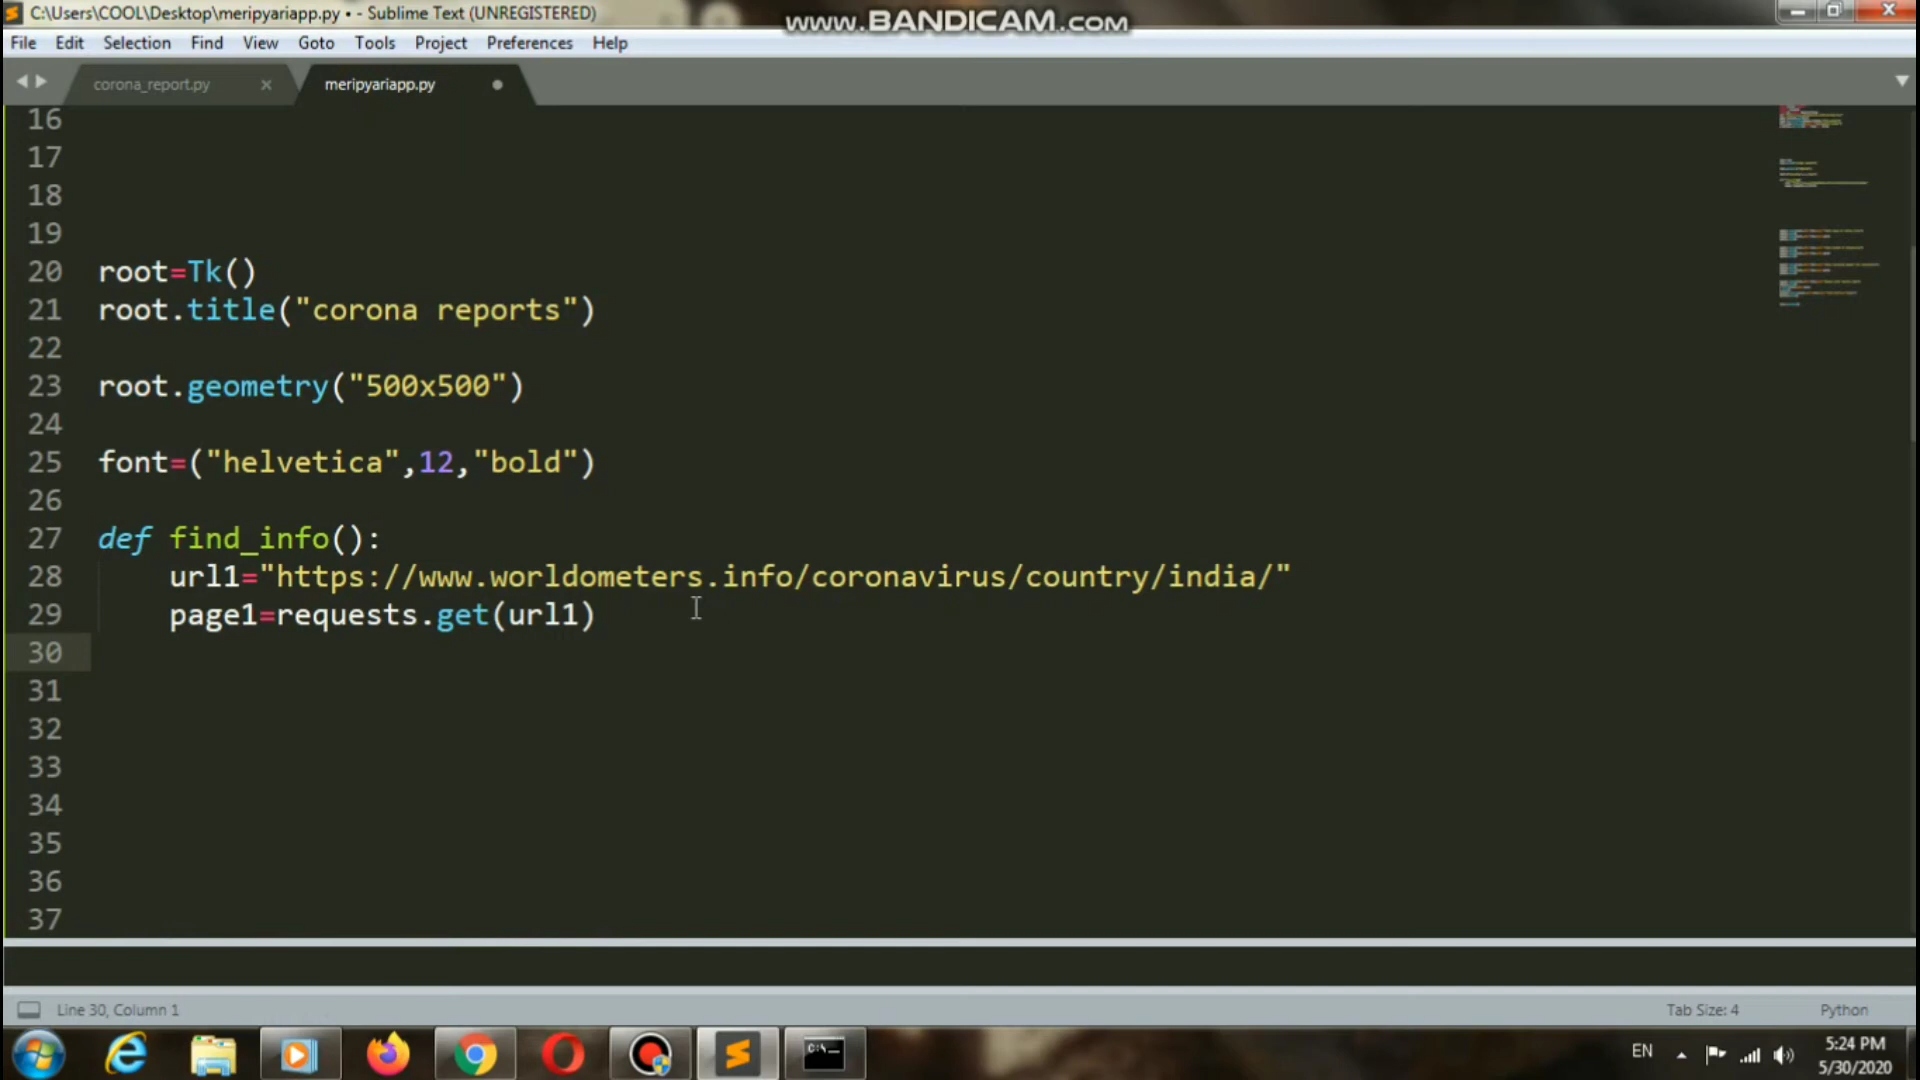 C:\Users\COOL\Desktop\meripyariapp.py • - Sublime Text (UNREGISTERED)
www.BANDICAM.com
File Edit Selection Find View Goto Tools Project Preferences Help
corona_report.py × meripyariapp.py
16
17
18
19
20 root=Tk()
21 root.title("corona reports")
22
23 root.geometry("500x500")
24
25 font=("helvetica",12,"bold")
26
27 def find_info():
28 url1="https://www.worldometers.info/coronavirus/country/india/"
29 page1=requests.get(url1)
30
31
32
33
34
35
36
37
Line 30, Column 1 Tab Size: 4 Python
EN 5:24 PM
5/30/2020